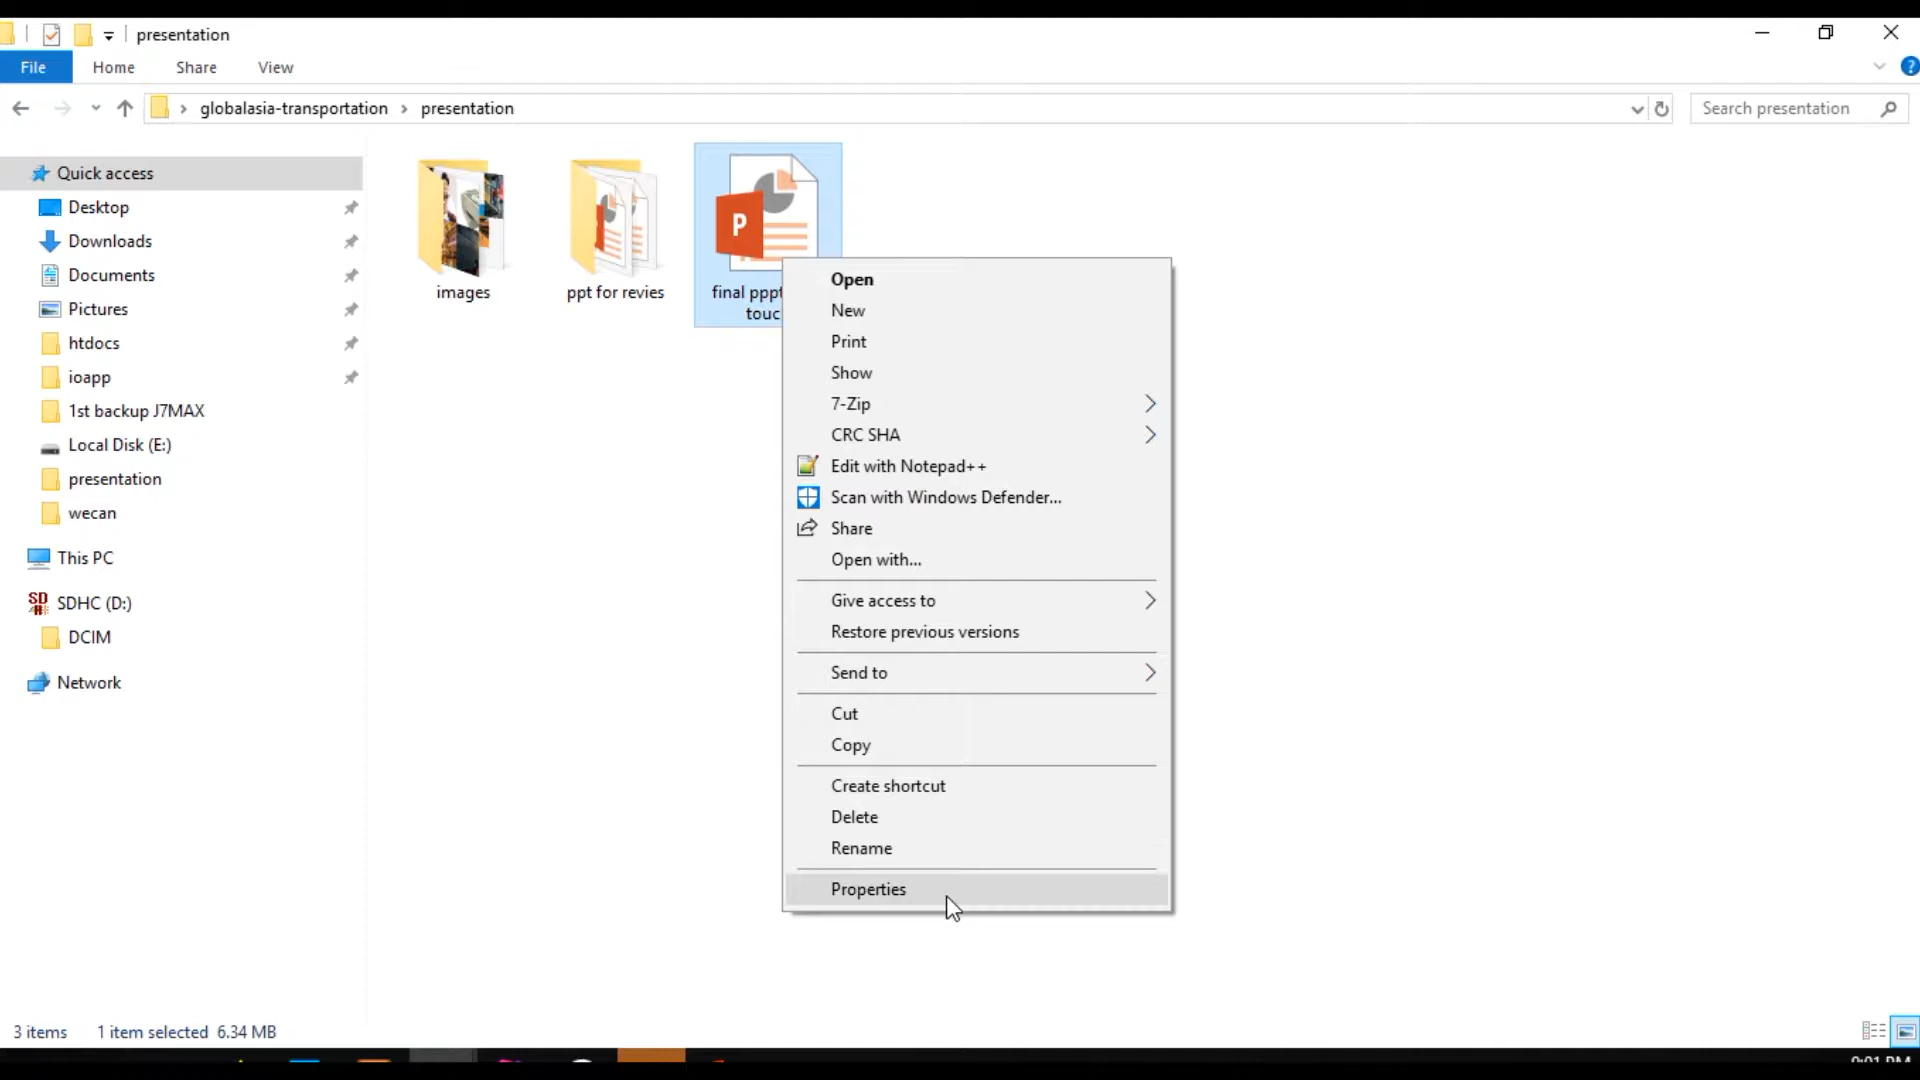 presentation
File Home Share View
globalasia-transportation presentation
Search presentation
Quick access
Desktop
Downloads
Documents
Pictures
htdocs
ioapp
1st backup J7MAX
Local Disk (E:)
presentation
wecan
This PC
SD
SDHC (D:)
DCIM
Network
images
ppt for revies
P
final
Open
New
Print
Show
7-Zip
CRC SHA
Edit with Notepad++
Scan with Windows Defender...
Share
Open with...
Give access to
Restore previous versions
Send to
Cut
Copy
Create shortcut
Delete
Rename
Properties
3 items 1 item selected 6.34 MB